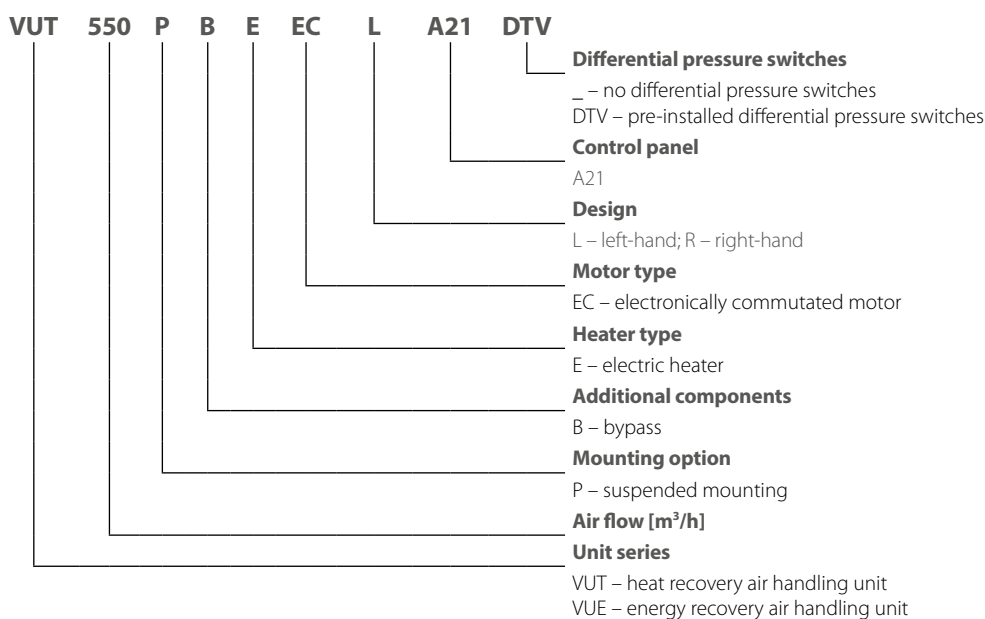 VUT 550 P B E EC L A21 DTV
Differential pressure switches
_ – no differential pressure switches
DTV – pre-installed differential pressure switches
Control panel
A21
Design
L – left-hand; R – right-hand
Motor type
EC – electronically commutated motor
Heater type
E – electric heater
Additional components
B – bypass
Mounting option
P – suspended mounting
Air flow [m³/h]
Unit series
VUT – heat recovery air handling unit
VUE – energy recovery air handling unit